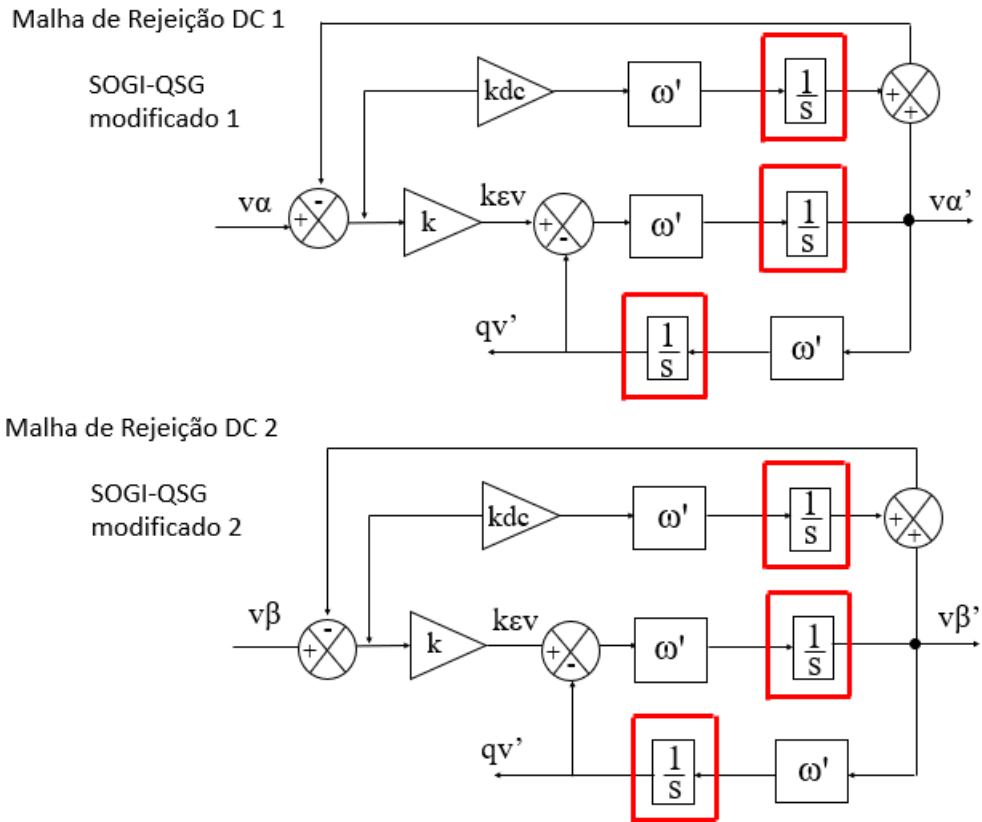 Malha de Rejeição DC 1
SOGI-QSG
modificado 1
kdc
ω'
1
s
+
+
vα
-
+
k
kεv
+
-
ω'
1
s
vα’
qv’
1
s
ω'
Malha de Rejeição DC 2
SOGI-QSG
modificado 2
kdc
ω'
1
s
+
+
vβ
-
+
k
kεv
+
-
ω'
1
s
vβ’
qv’
1
s
ω'